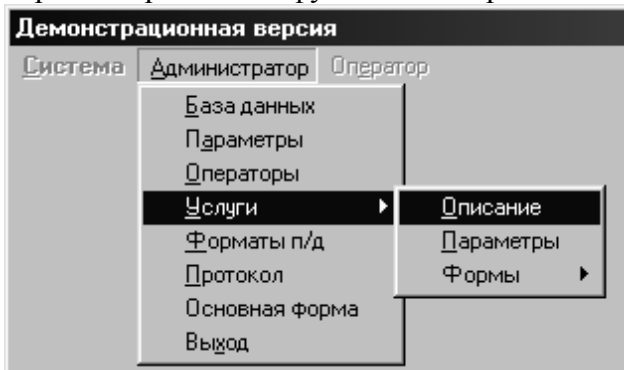 Демонстрационная версия
Система Администратор Оператор
База данных
Параметры
Операторы
Услуги
Форматы п/д
Протокол
Основная форма
Выход
Описание
Параметры
Формы